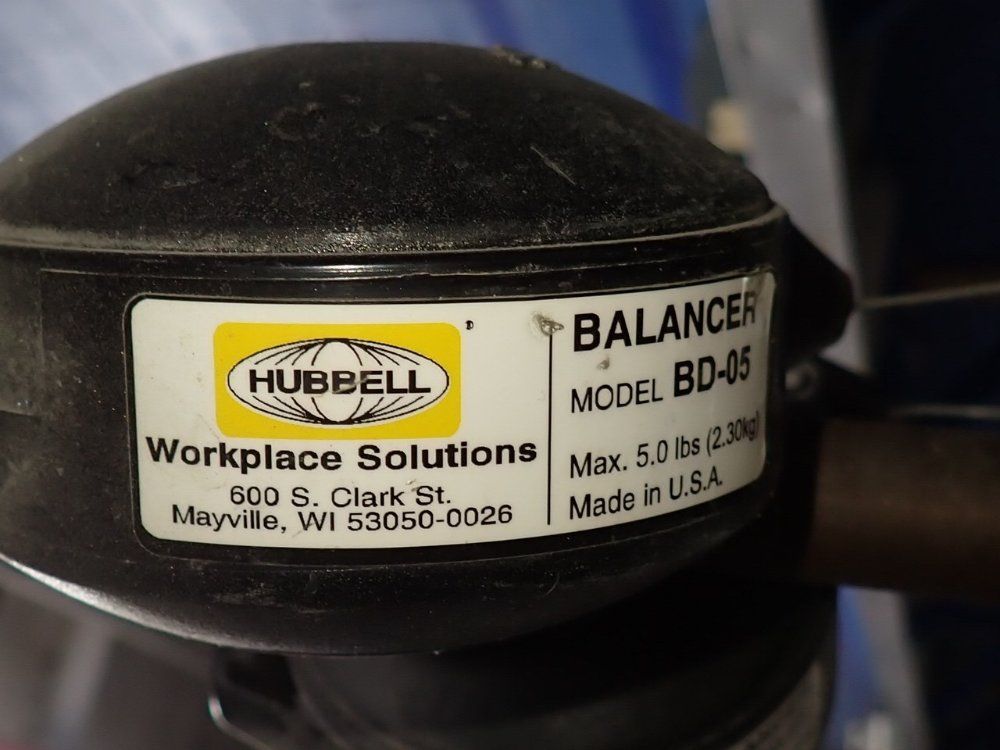 HUBBELL
Workplace Solutions
600 S. Clark St.
Mayville, WI 53050-0026
BALANCER
MODEL BD-05
Max. 5.0 lbs (2.30kg)
Made in U.S.A.